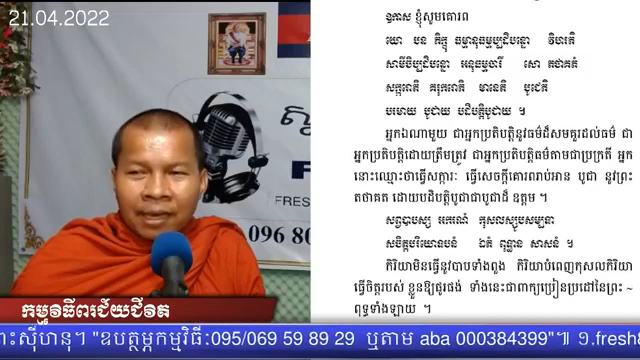 21.04.2022
096 80
FRES
ឧកាស ខ្ញុំសូមគោរព
យោ បន ភិក្ខុ ធម្មានុធម្មប្បដិបន្នោ វិហរតិ
សាមីចិប្បដិបន្នោ អនុធម្មចារី សោ តថាគតំ
សក្ករោតិ គរុករោតិ មានេតិ បូជេតិ
បរមាយ បូជាយ បដិបត្តិបូជាយ ។
អ្នកឯណាមួយ ជាអ្នកប្រតិបត្តិនូវធម៌ដ៏សមគួរដល់ធម៌ ជា
អ្នកប្រតិបត្តិដោយត្រឹមត្រូវ ជាអ្នកប្រតិបត្តិធម៌តាមជាប្រក្រតី អ្នក
នោះឈ្មោះថាធ្វើសក្ការៈ ធ្វើសេចក្តីគោរពរាប់អាន បូជា នូវព្រះ
តថាគត ដោយបដិបត្តិបូជាជាបូជាដ៏ ឧត្តម ។
សព្វបាបស្ស អករណំ កុសលស្សូបសម្បទា
សចិត្តបរិយោទបនំ ឯតំ ពុទ្ធាន សាសនំ ។
កិរិយាមិនធ្វើនូវបាបទាំងពួង កិរិយាបំពេញកុសលកិរិយា
ធ្វើចិត្តរបស់ ខ្លួនឱ្យផូរផង់ ទាំងនេះជាពាក្យប្រៀនប្រដៅនៃព្រះ ~
ពុទ្ធទាំងឡាយ ។
កម្មវិធីពរជ័យជីវិត
ព្រះស៊ីហនុ។ "ឧបត្ថម្ភកម្មវិធី:095/069 59 89 29 ឬតាម aba 000384399"៕ ១.fresh